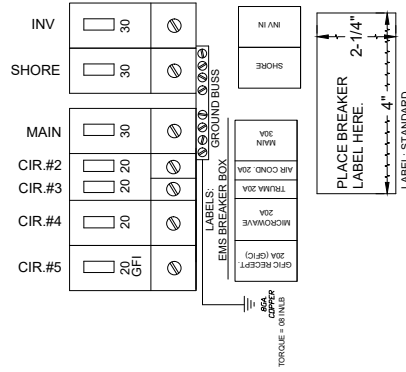 INV
30
SHORE
30
MAIN
30
CIR.#2
20
CIR.#3
20
CIR.#4
20
CIR.#5
20
GFI
GROUND BUSS
LABELS:
EMS BREAKER BOX
INV IN
SHORE
MAIN
30A
AIR COND. 20A
TRUMA 20A
MICROWAVE
20A
GFIC RECEPT.
20A (GFIC)
8GA.
COPPER
TORQUE = 08 IN/LB
PLACE BREAKER
LABEL HERE.
2-1/4"
4"
LABEL: STANDARD